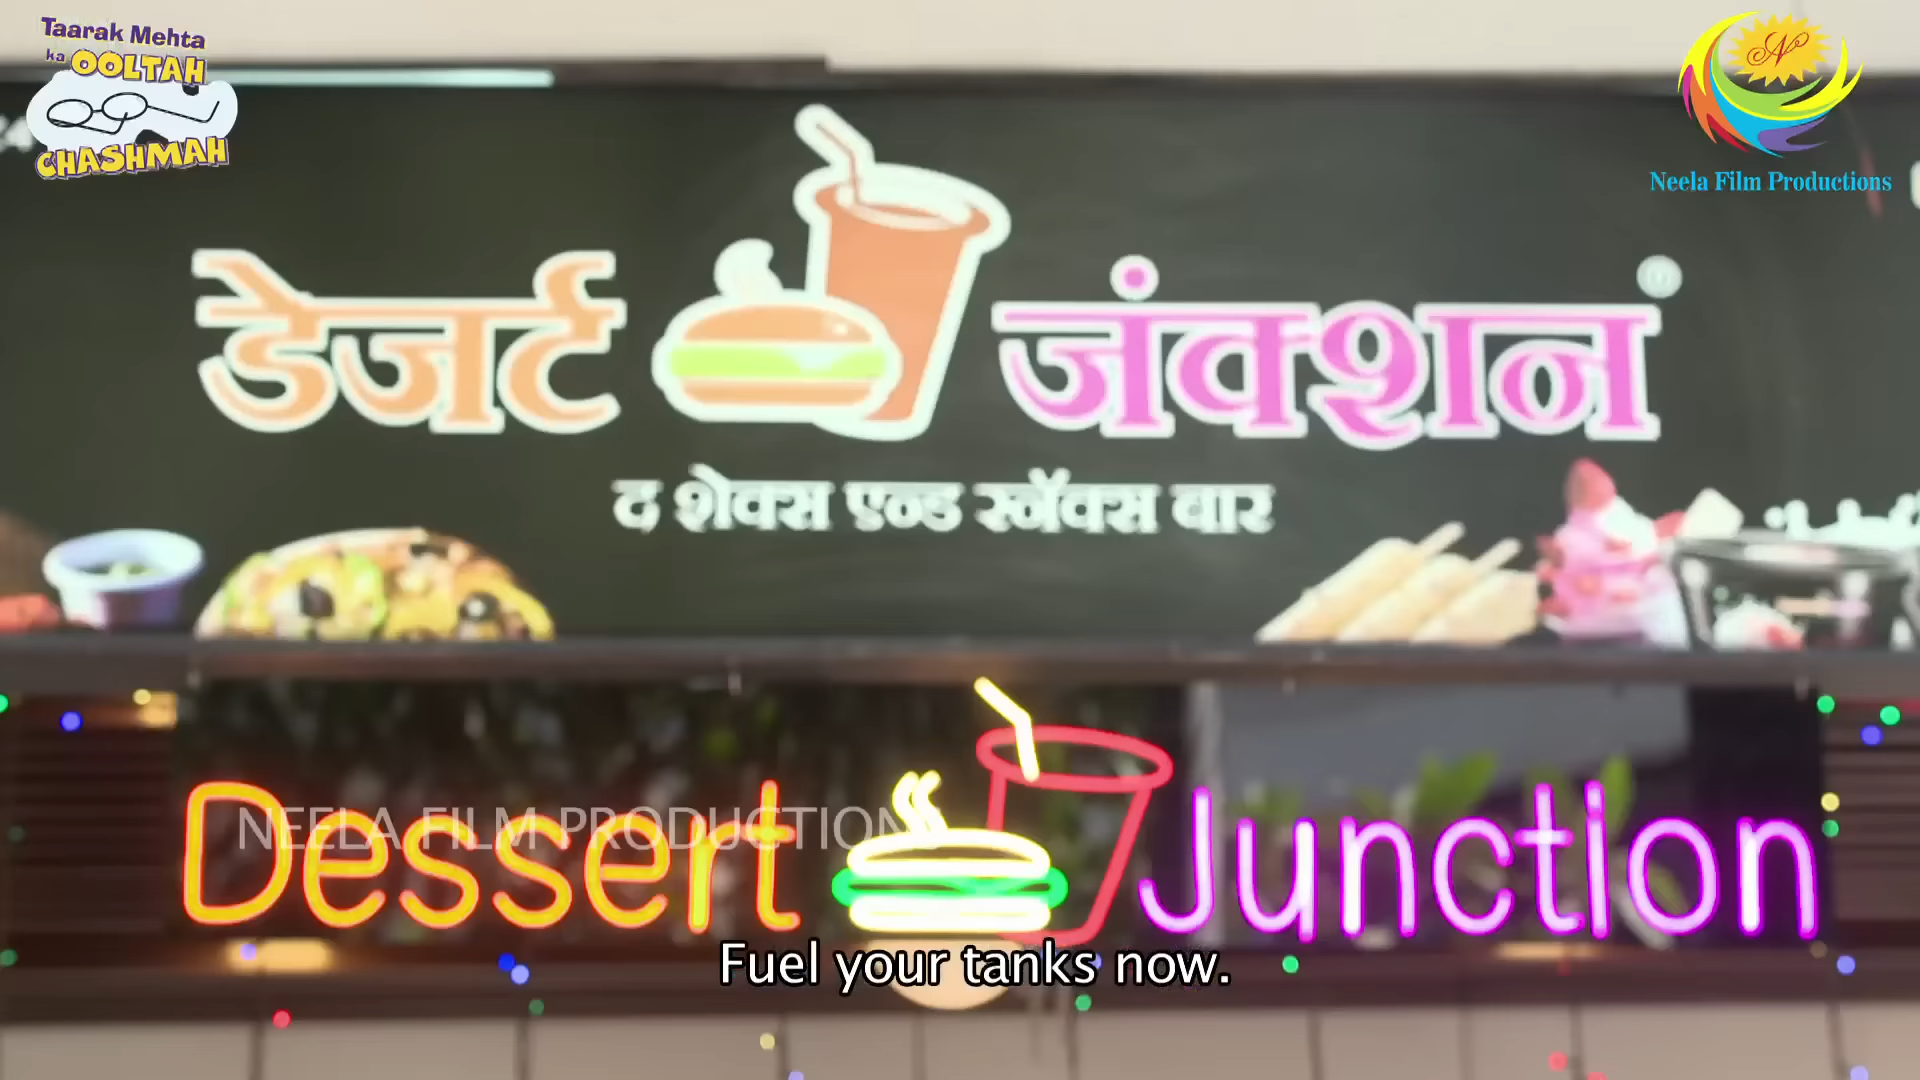 Taarak Mehta
ka OOLTAH
CHASHMAH
Neela Film Productions
डेजर्ट जंक्शन
द शेक्स एन्ड स्नॅक्स बार
Dessert Junction
NEELA FILM PRODUCTION
Fuel your tanks now.